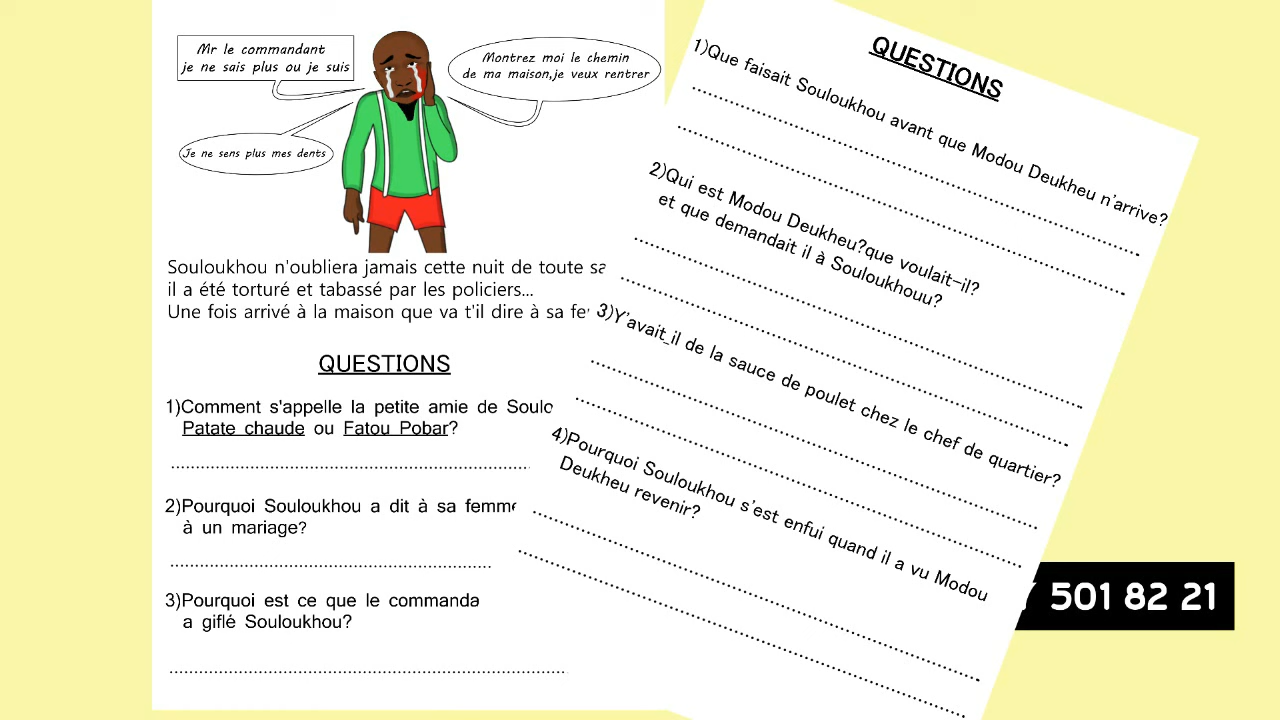 Mr le commandant
je ne sais plus ou je suis
Montrez moi le chemin
de ma maison,je veux rentrer
Je ne sens plus mes dents
Souloukhou n'oubliera jamais cette nuit de toute sa
il a été torturé et tabassé par les policiers...
Une fois arrivé à la maison que va t'il dire à sa
QUESTIONS
1)Comment s'appelle la petite amie de
Patate chaude ou Fatou Pobar?
2)Pourquoi Souloukhou a dit à sa femme
à un mariage?
3)Pourquoi est ce que le
a giflé Souloukhou?
QUESTIONS
1)Que faisait Souloukhou avant que Modou Deukheu n'arrive?
2)Qui est Modou Deukheu?que voulait-il?
et que demandait il à Souloukhouu?
3)Y'avait_il de la sauce de poulet chez le chef de quartier?
4)Pourquoi Souloukhou s'est enfui quand il a vu Modou
Deukheu revenir?
501 82 21